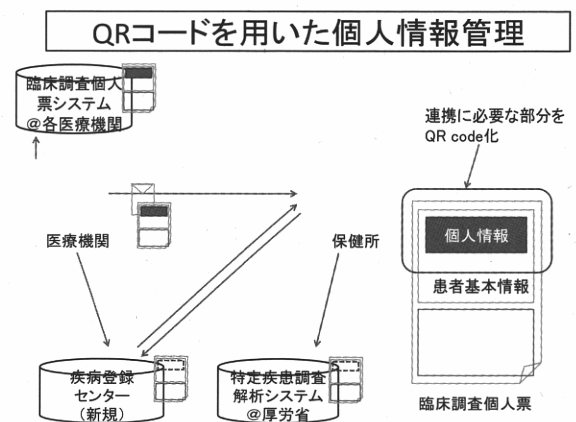 QRコードを用いた個人情報管理
臨床調査個人
票システム
@各医療機関
連携に必要な部分を
QR code化
個人情報
医療機関
保健所
患者基本情報
疾病登録
センター
(新規)
特定疾患調査
解析システム
@厚労省
臨床調査個人票